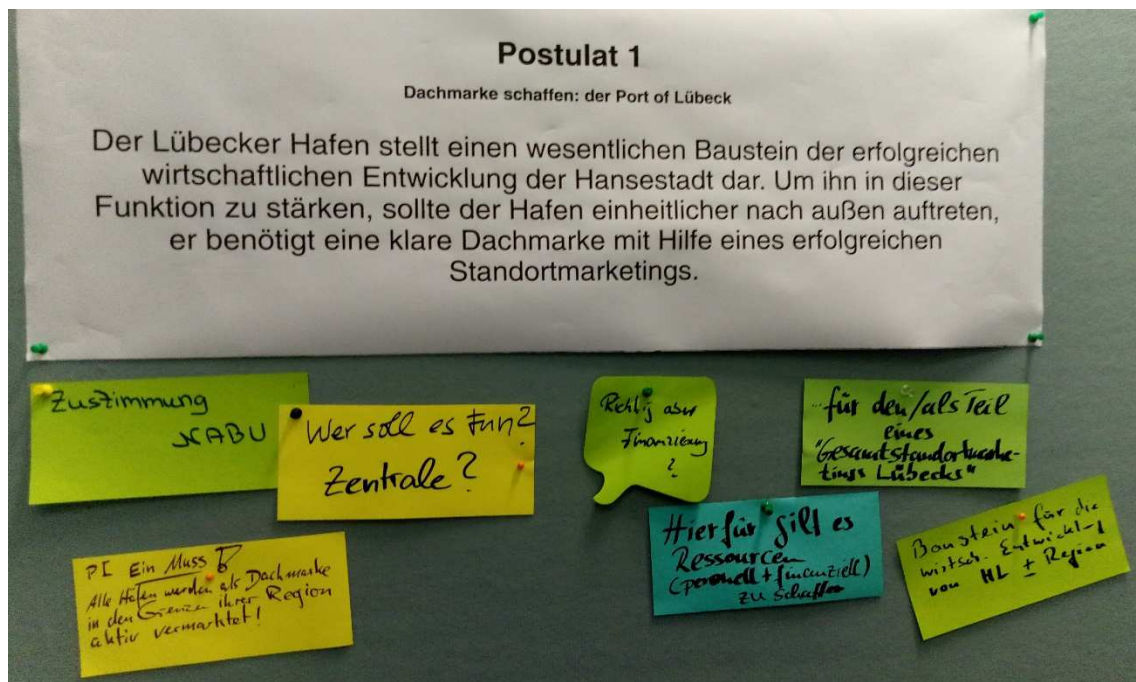 Postulat 1
Dachmarke schaffen: der Port of Lübeck
Der Lübecker Hafen stellt einen wesentlichen Baustein der erfolgreichen
wirtschaftlichen Entwicklung der Hansestadt dar. Um ihn in dieser
Funktion zu stärken, sollte der Hafen einheitlicher nach außen auftreten,
er benötigt eine klare Dachmarke mit Hilfe eines erfolgreichen
Standortmarketings.
Zustimmung
NABU
Wer soll es tun?
Zentrale?
Richtig aber
Finanzierung
?
...für den/als Teil
eines
"Gesamtstandortmarke-
tings Lübecks"
PI Ein Muss
Alle Häfen werden als Dachmarke
in den Grenzen ihrer Region
aktiv vermarktet!
Hierfür gilt es
Ressourcen
(personell + finanziell)
zu schaffen
Baustein für die
wirtsch. Entwickl-g
von HL + Region